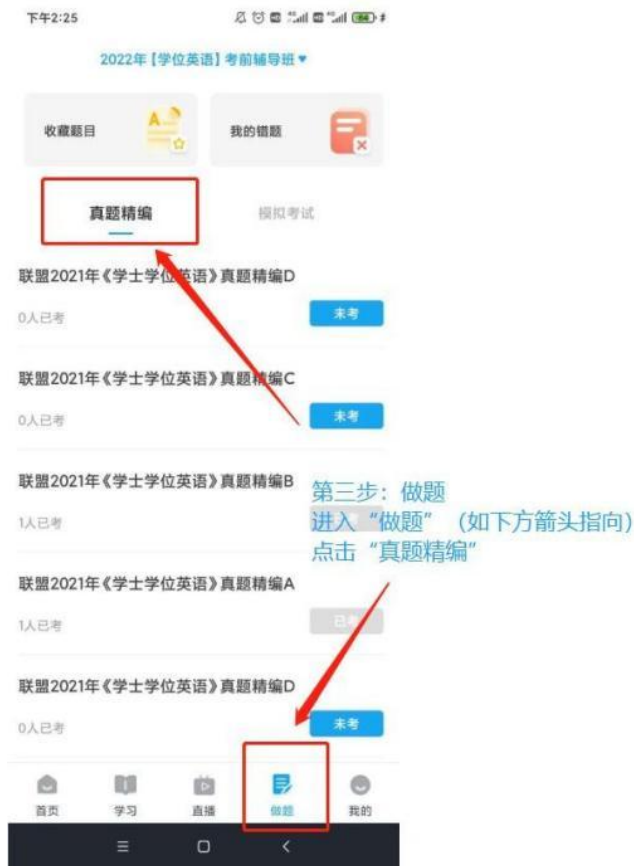 下午2:25
64
2022年【学位英语】考前辅导班
收藏题目
我的错题
真题精编
模拟考试
联盟2021年《学士学位英语》真题精编D
0人已考
未考
联盟2021年《学士学位英语》真题精编C
0人已考
未考
联盟2021年《学士学位英语》真题精编B
1人已考
第三步：做题
进入“做题”（如下方箭头指向）
点击“真题精编”
联盟2021年《学士学位英语》真题精编A
1人已考
已考
联盟2021年《学士学位英语》真题精编D
0人已考
未考
首页 学习 直播 做题 我的